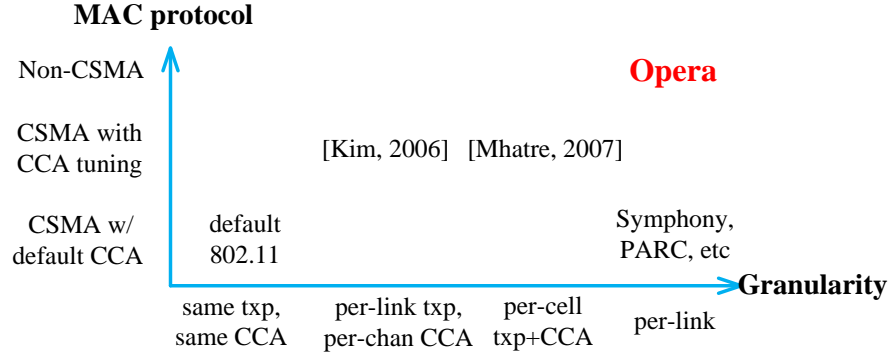 MAC protocol
Non-CSMA
Opera
CSMA with
CCA tuning
[Kim, 2006]
[Mhatre, 2007]
CSMA w/
default CCA
default
802.11
Symphony,
PARC, etc
Granularity
same txp,
same CCA
per-link txp,
per-chan CCA
per-cell
txp+CCA
per-link